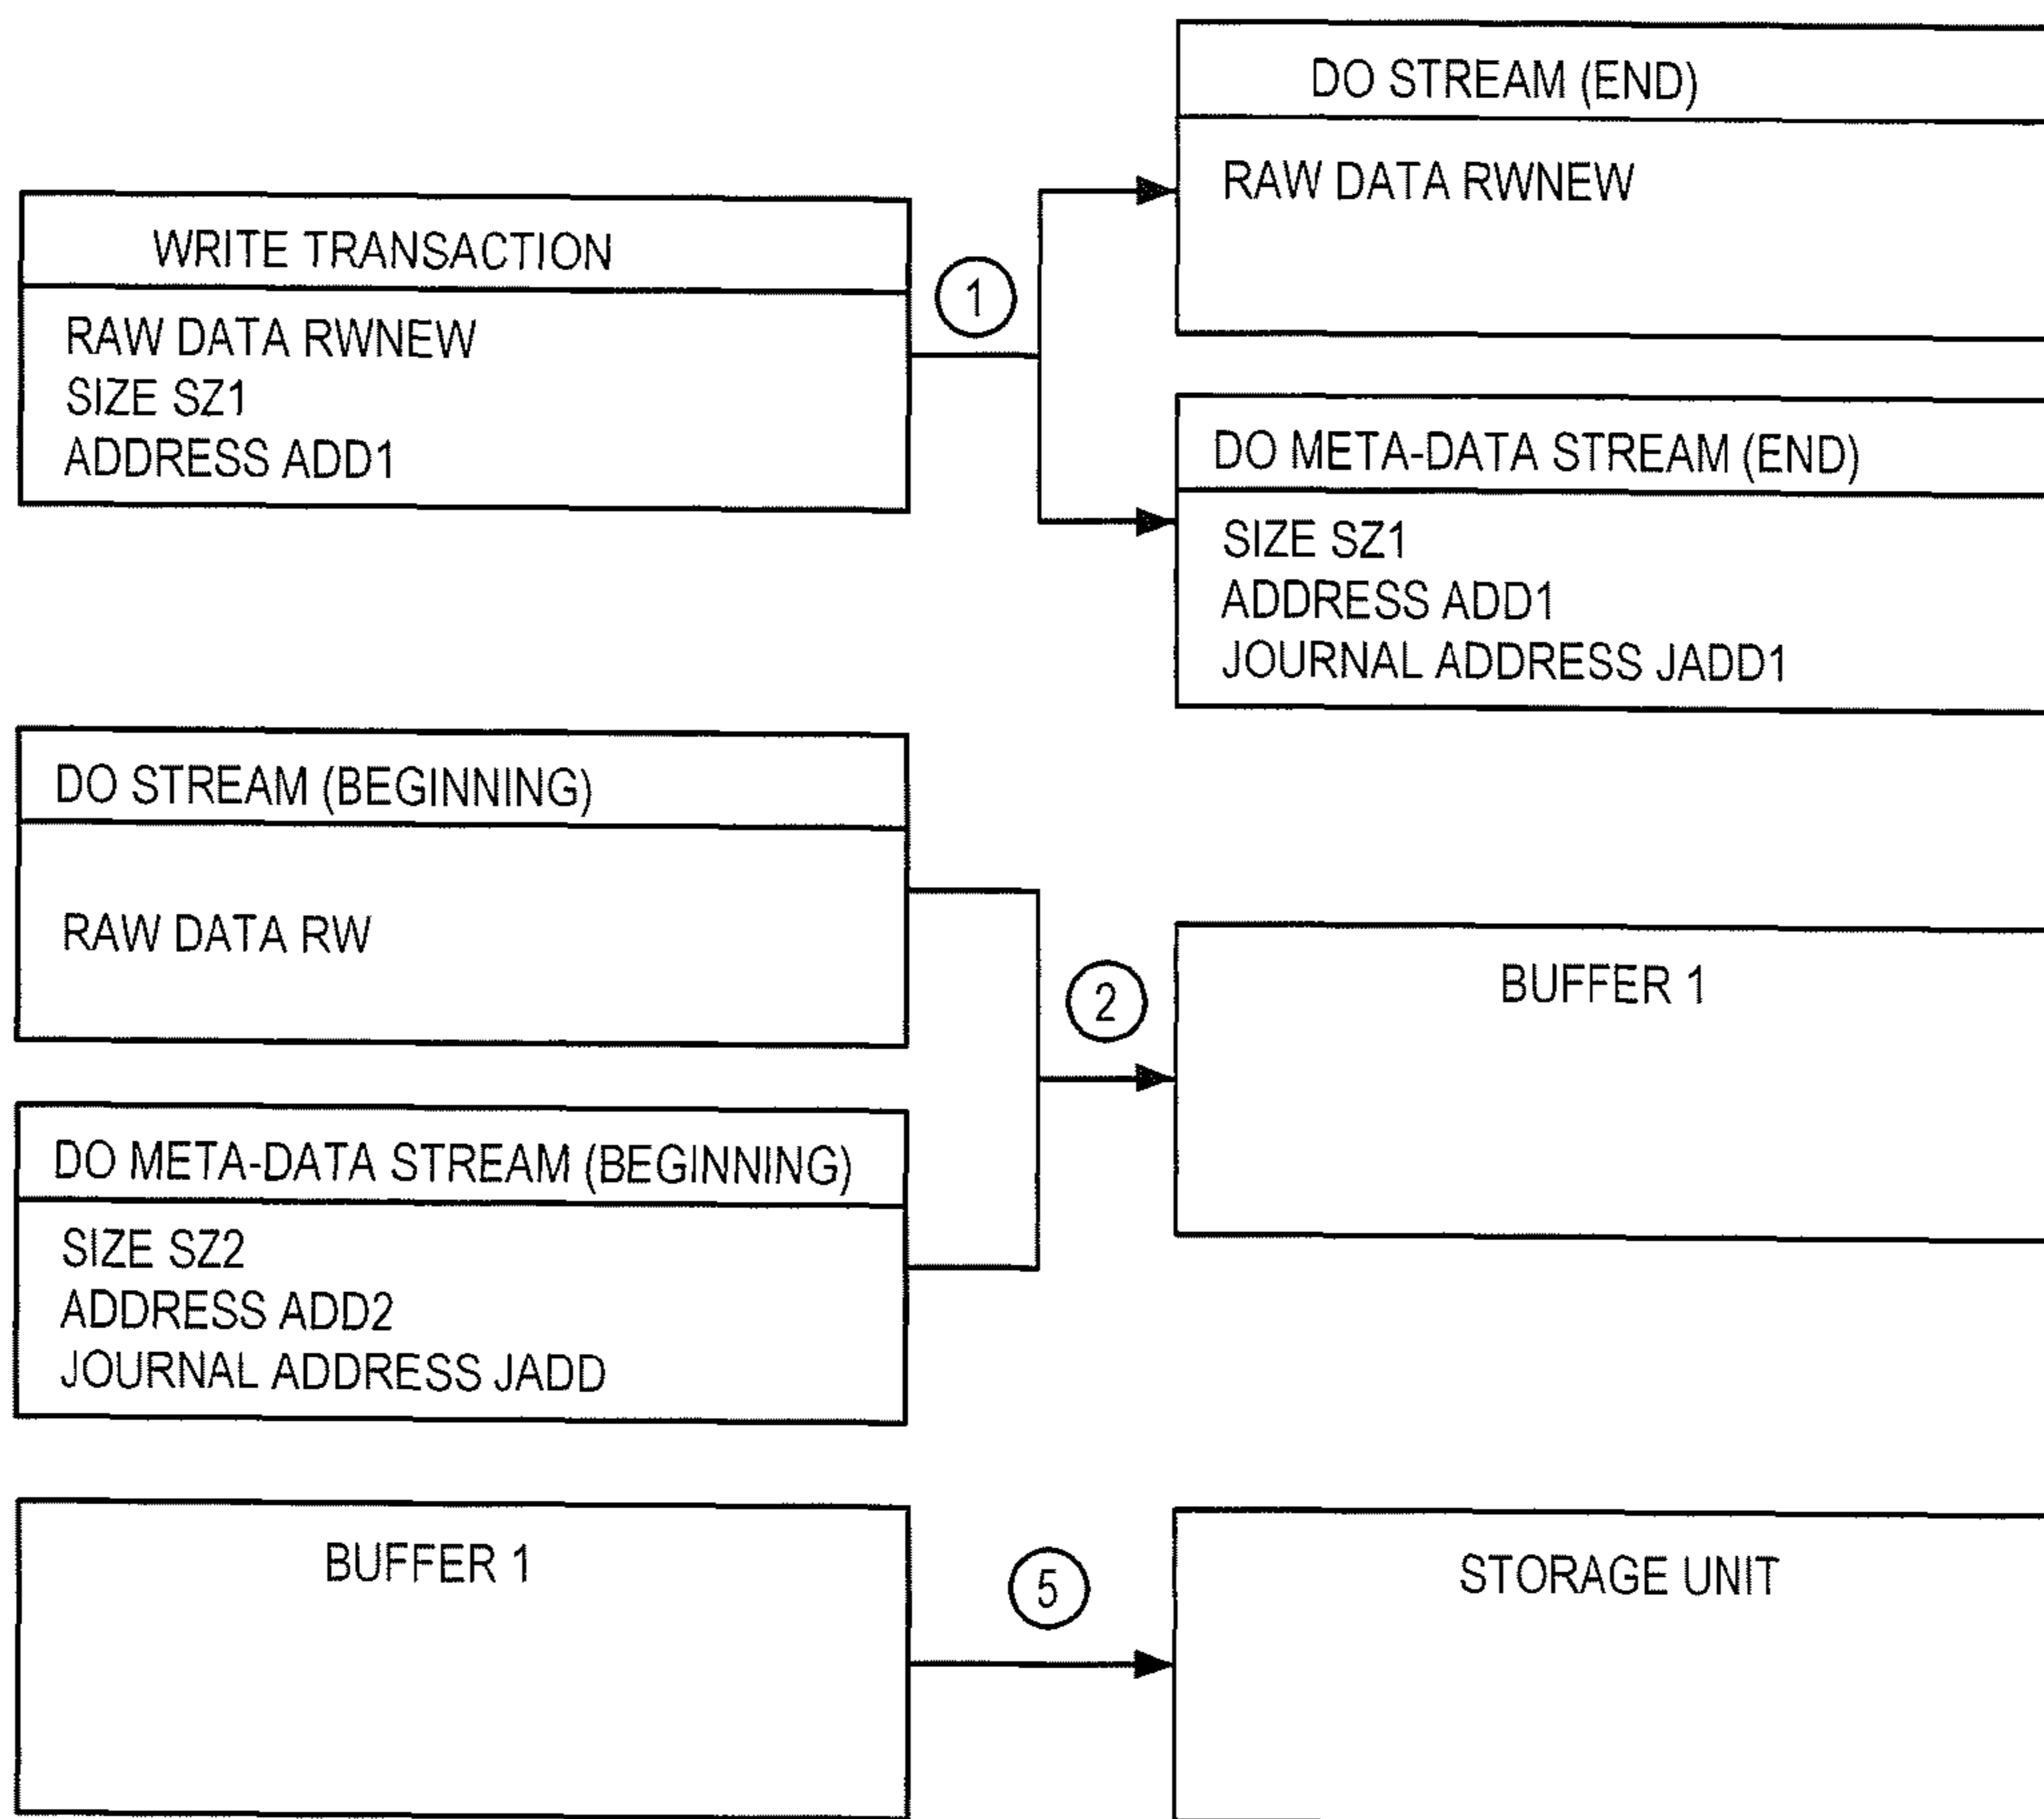 WRITE TRANSACTION
RAW DATA RWNEW
SIZE SZ1
ADDRESS ADD1
1
DO STREAM (END)
RAW DATA RWNEW
DO META-DATA STREAM (END)
SIZE SZ1
ADDRESS ADD1
JOURNAL ADDRESS JADD1
DO STREAM (BEGINNING)
RAW DATA RW
DO META-DATA STREAM (BEGINNING)
SIZE SZ2
ADDRESS ADD2
JOURNAL ADDRESS JADD
2
BUFFER 1
BUFFER 1
5
STORAGE UNIT